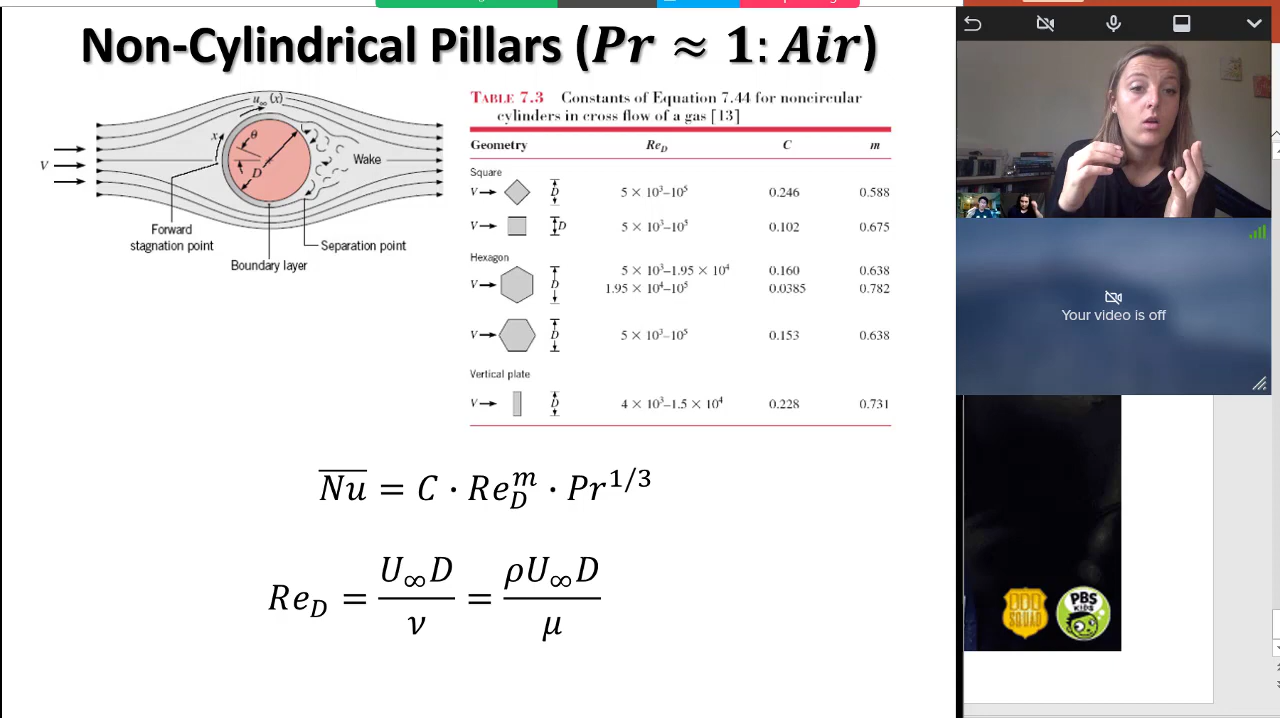 Non-Cylindrical Pillars (Pr ≈ 1: Air)
u∞ (x)
x
θ
D
V
Wake
Forward
stagnation point
Separation point
Boundary layer
TABLE 7.3 Constants of Equation 7.44 for noncircular
cylinders in cross flow of a gas [13]
Geometry Re_D C m
Square
V D 5 × 10³–10⁵ 0.246 0.588
V D 5 × 10³–10⁵ 0.102 0.675
Hexagon
5 × 10³–1.95 × 10⁴ 0.160 0.638
V D 1.95 × 10⁴–10⁵ 0.0385 0.782
V D 5 × 10³–10⁵ 0.153 0.638
Vertical plate
V D 4 × 10³–1.5 × 10⁴ 0.228 0.731
N̅u̅ = C · Re_D^m · Pr^1/3
Re_D = U∞D / ν = ρU∞D / μ
Your video is off
ODD
SQUAD
PBS
KIDS